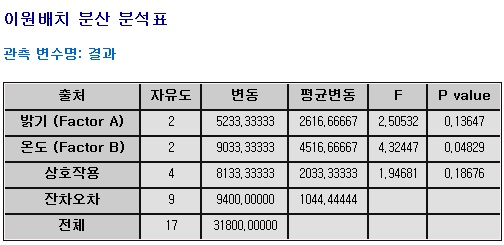 이원배치 분산 분석표
관측 변수명: 결과
출처 자유도 변동 평균변동 F P value
밝기 (Factor A) 2 5233,33333 2616,66667 2,50532 0,13647
온도 (Factor B) 2 9033,33333 4516,66667 4,32447 0,04829
상호작용 4 8133,33333 2033,33333 1,94681 0,18676
잔차오차 9 9400,00000 1044,44444
전체 17 31800,00000